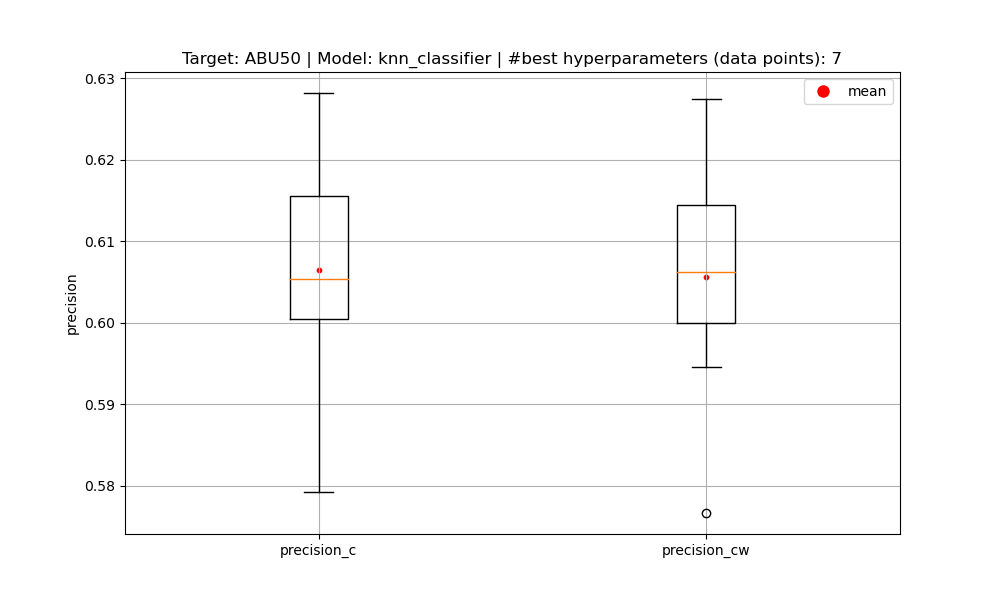 Target: ABU50 | Model: knn_classifier | #best hyperparameters (data points): 7
mean
0.63
0.62
0.61
0.60
0.59
0.58
precision
precision_c
precision_cw